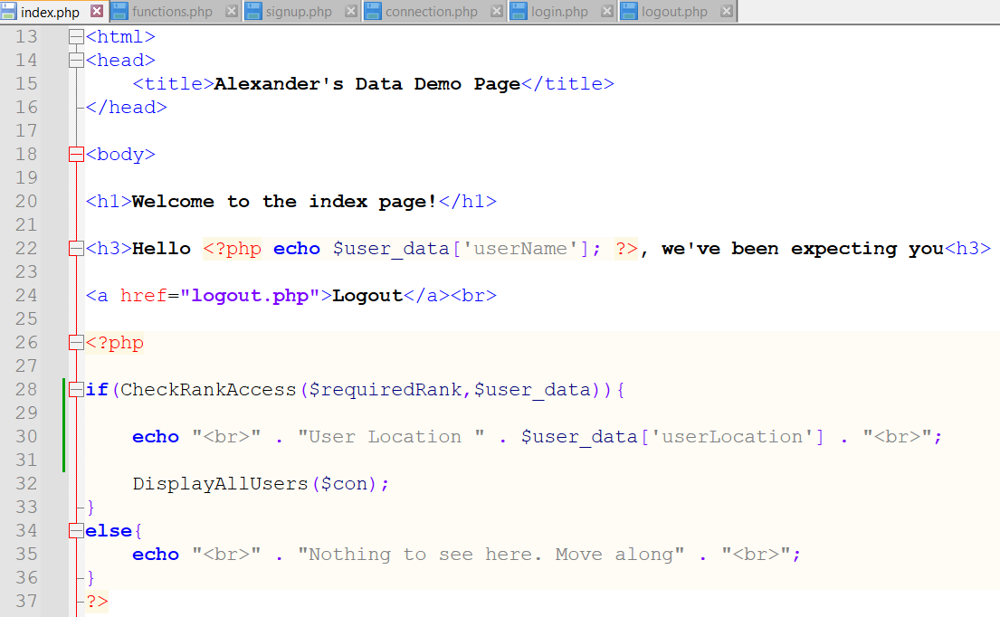 index.php functions.php signup.php connection.php login.php logout.php
13 <html>
14 <head>
15 <title>Alexander's Data Demo Page</title>
16 </head>
17
18 <body>
19
20 <h1>Welcome to the index page!</h1>
21
22 <h3>Hello <?php echo $user_data['userName']; ?>, we've been expecting you<h3>
23
24 <a href="logout.php">Logout</a><br>
25
26 <?php
27
28 if(CheckRankAccess($requiredRank,$user_data)){
29
30 echo "<br>" . "User Location " . $user_data['userLocation'] . "<br>";
31
32 DisplayAllUsers($con);
33 }
34 else{
35 echo "<br>" . "Nothing to see here. Move along" . "<br>";
36 }
37 ?>